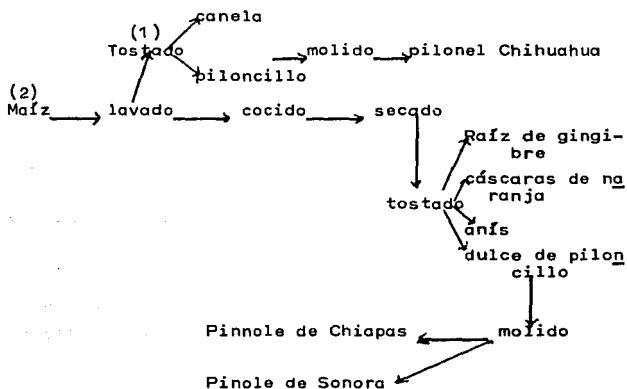 canela
(1)
Tostado
molido pilonel Chihuahua
piloncillo
(2)
Maíz lavado cocido secado
Raíz de gingi-
bre
cáscaras de na
ranja
tostado
anís
dulce de pilon
cillo
Pinnole de Chiapas molido
Pinole de Sonora